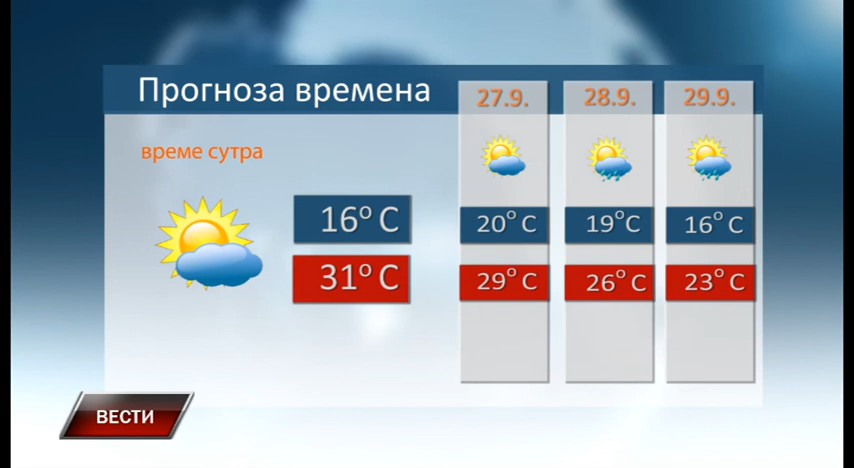 Прогноза времена
време сутра
16° C
31° C
27.9.
20° C
29° C
28.9.
19°C
26° C
29.9.
16° C
23° C
ВЕСТИ